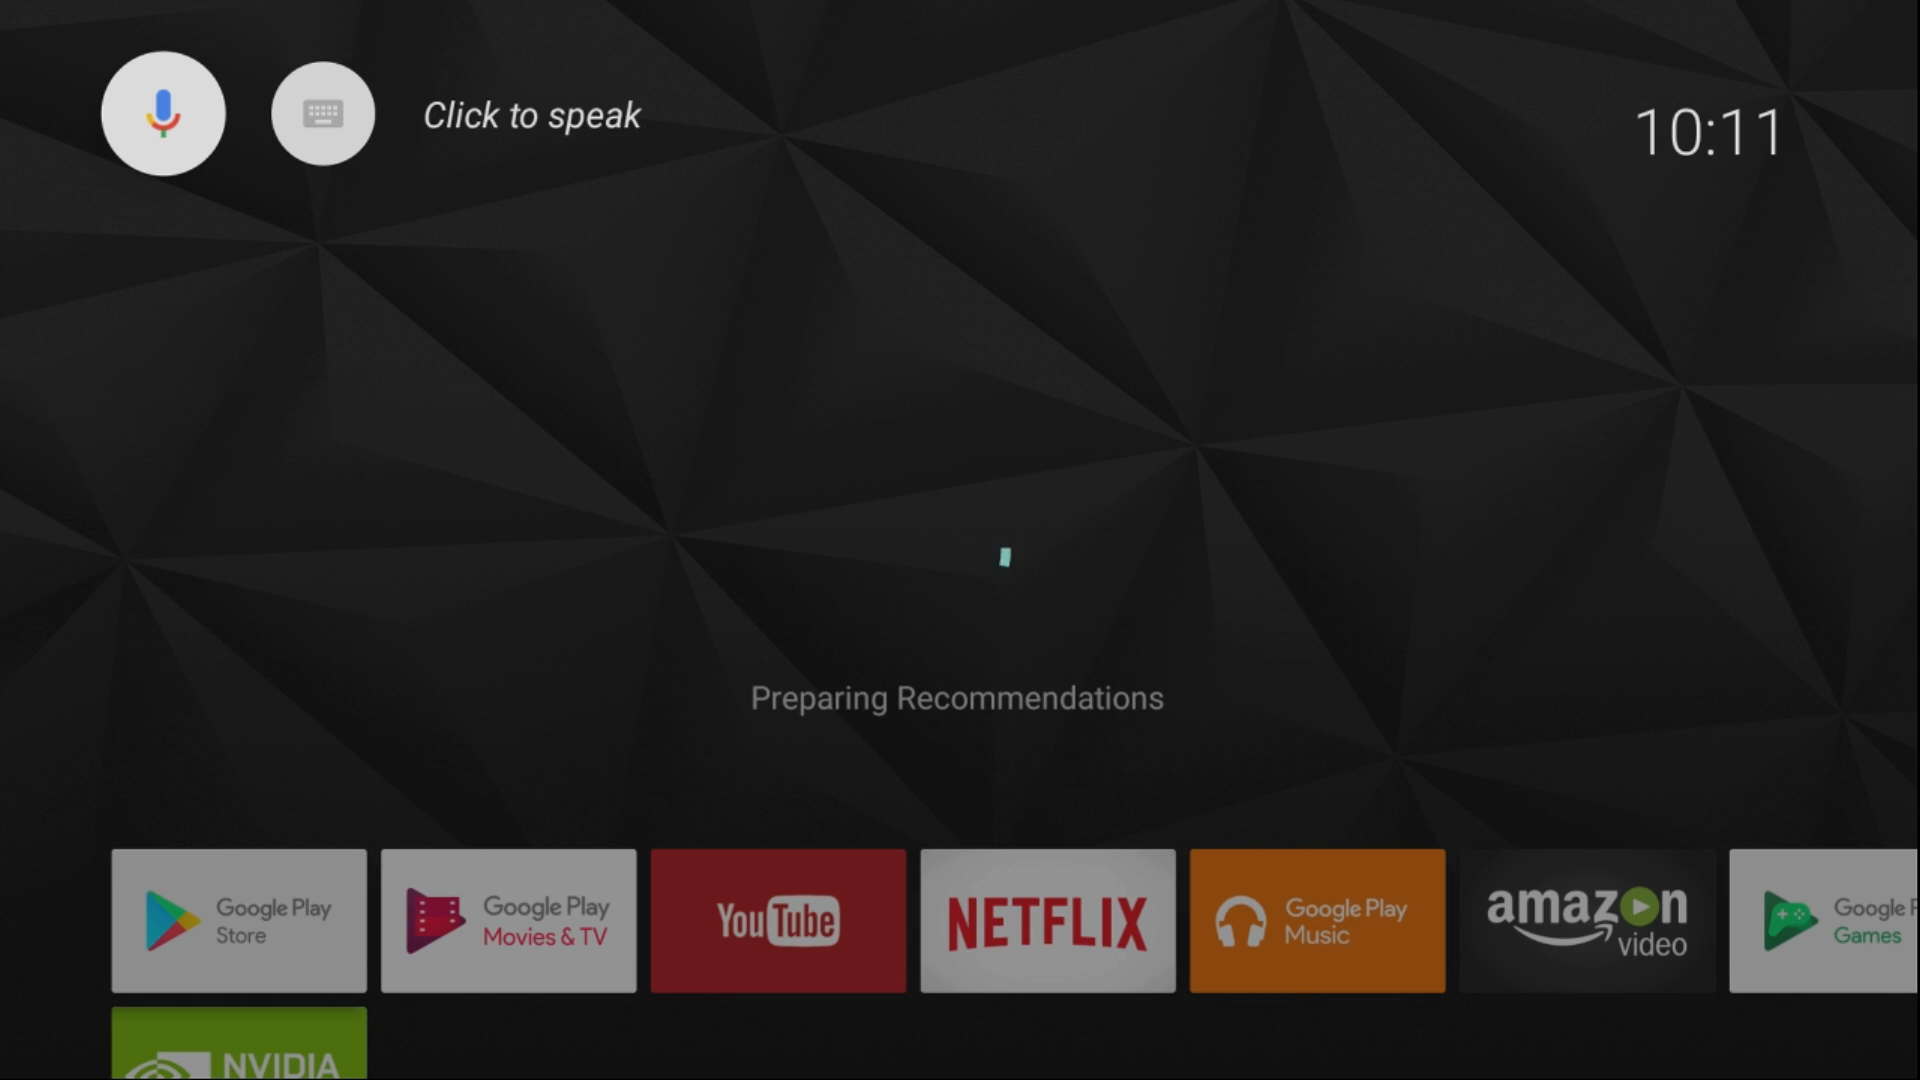 Click to speak
10:11
Preparing Recommendations
Google Play
Store
Google Play
Movies & TV
YouTube
NETFLIX
Google Play
Music
amazon
video
Google P
Games
NVIDIA